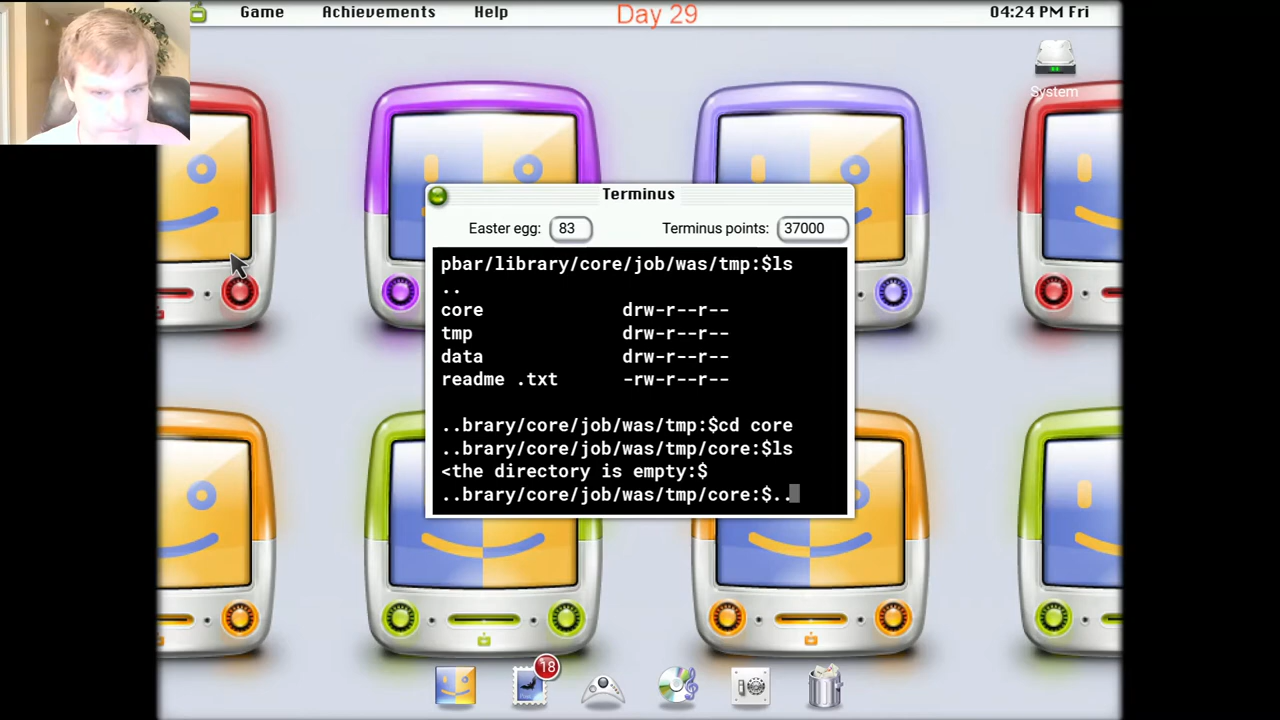 Game Achievements Help Day 29 04:24 PM Fri
System
Terminus
Easter egg: 83 Terminus points: 37000
pbar/library/core/job/was/tmp:$ls
..
core drw-r--r--
tmp drw-r--r--
data drw-r--r--
readme .txt -rw-r--r--
..brary/core/job/was/tmp:$cd core
..brary/core/job/was/tmp/core:$ls
<the directory is empty:$
..brary/core/job/was/tmp/core:$..
18